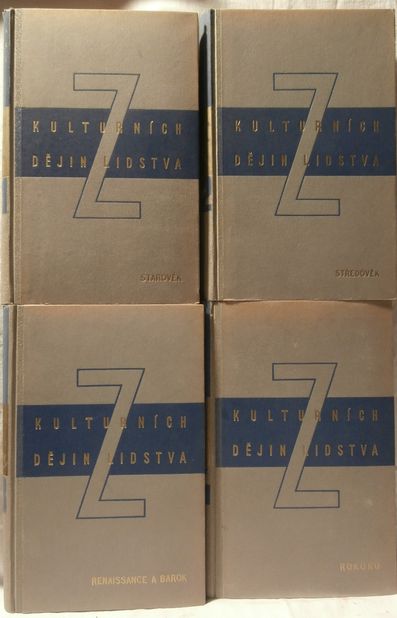 Z
KULTURNÍCH
DĚJIN LIDSTVA
STAROVĚK
Z
KULTURNÍCH
DĚJIN LIDSTVA
STŘEDOVĚK
Z
KULTURNÍCH
DĚJIN LIDSTVA
RENAISSANCE A BAROK
Z
KULTURNÍCH
DĚJIN LIDSTVA
ROKOKO